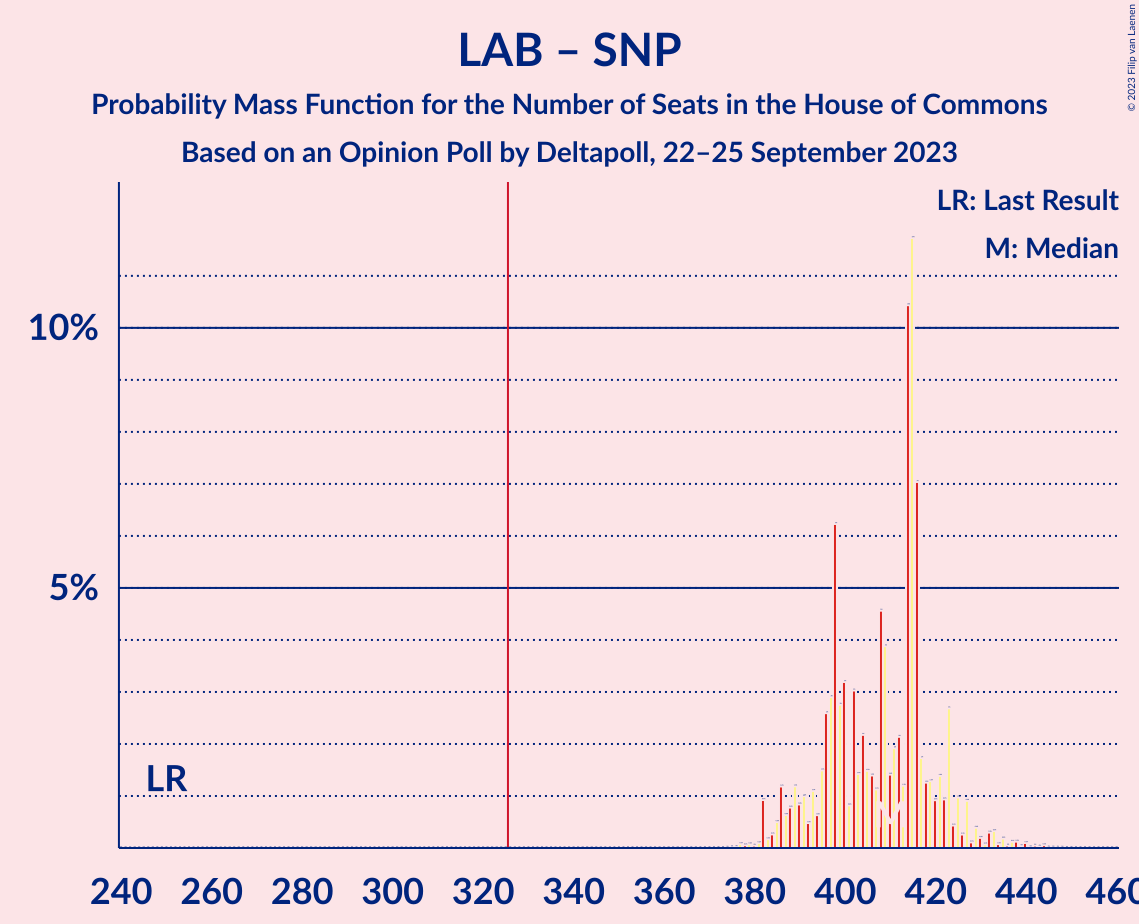 LAB – SNP
Probability Mass Function for the Number of Seats in the House of Commons
Based on an Opinion Poll by Deltapoll, 22–25 September 2023
© 2023 Filip van Laenen
LR: Last Result
M: Median
10%
5%
LR
M
240 260 280 300 320 340 360 380 400 420 440 460